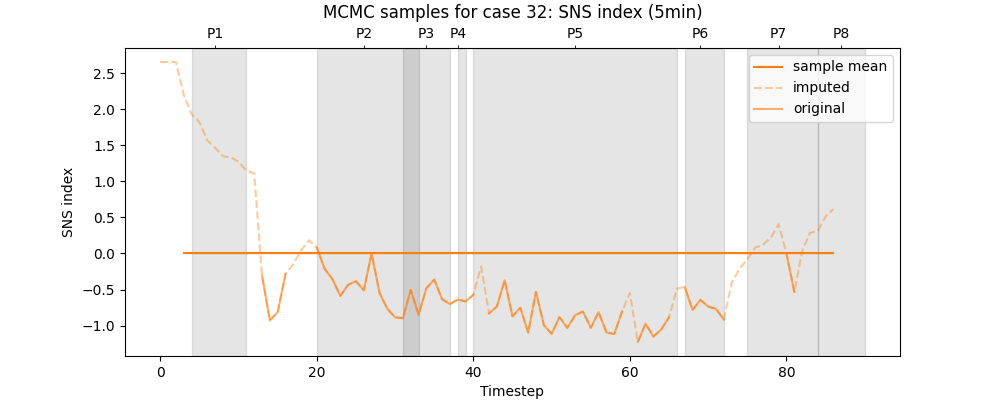 MCMC samples for case 32: SNS index (5min)
P1 P2 P3 P4 P5 P6 P7 P8
sample mean
imputed
original
2.5
2.0
1.5
1.0
0.5
0.0
−0.5
−1.0
SNS index
0 20 40 60 80
Timestep